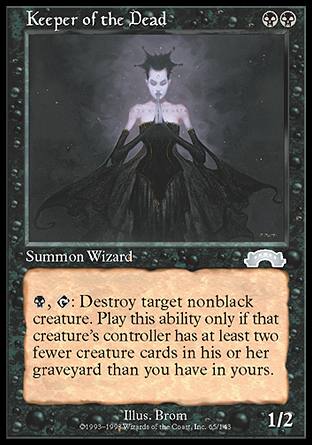 Keeper of the Dead
Summon Wizard
, : Destroy target nonblack
creature. Play this ability only if that
creature's controller has at least two
fewer creature cards in his or her
graveyard than you have in yours.
Illus. Brom
©1993–1998 Wizards of the Coast, Inc. 65/143
1/2